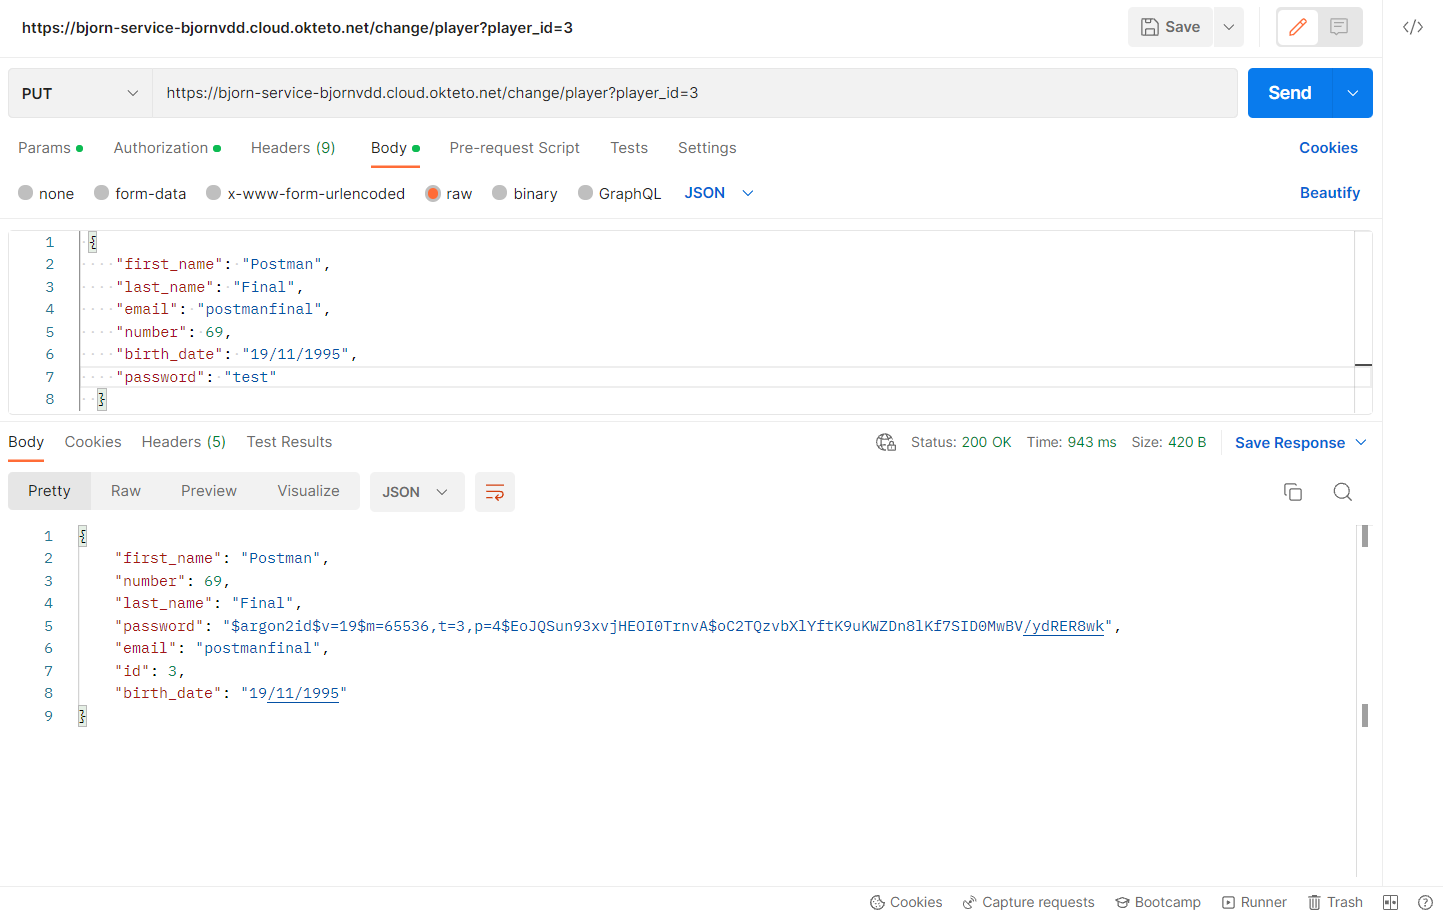 https://bjorn-service-bjornvdd.cloud.okteto.net/change/player?player_id=3
Save
</>
PUT
https://bjorn-service-bjornvdd.cloud.okteto.net/change/player?player_id=3
Send
Params
Authorization
Headers (9)
Body
Pre-request Script
Tests
Settings
Cookies
none
form-data
x-www-form-urlencoded
raw
binary
GraphQL
JSON
Beautify
1 {
2 "first_name": "Postman",
3 "last_name": "Final",
4 "email": "postmanfinal",
5 "number": 69,
6 "birth_date": "19/11/1995",
7 "password": "test"
8 }
Body
Cookies
Headers (5)
Test Results
Status: 200 OK
Time: 943 ms
Size: 420 B
Save Response
Pretty
Raw
Preview
Visualize
JSON
1 {
2 "first_name": "Postman",
3 "number": 69,
4 "last_name": "Final",
5 "password": "$argon2id$v=19$m=65536,t=3,p=4$EoJQSun93xvjHEOI0TrnvA$oC2TQzvbXlYftK9uKWZDn8lKf7SID0MwBV/ydRER8wk",
6 "email": "postmanfinal",
7 "id": 3,
8 "birth_date": "19/11/1995"
9 }
Cookies
Capture requests
Bootcamp
Runner
Trash